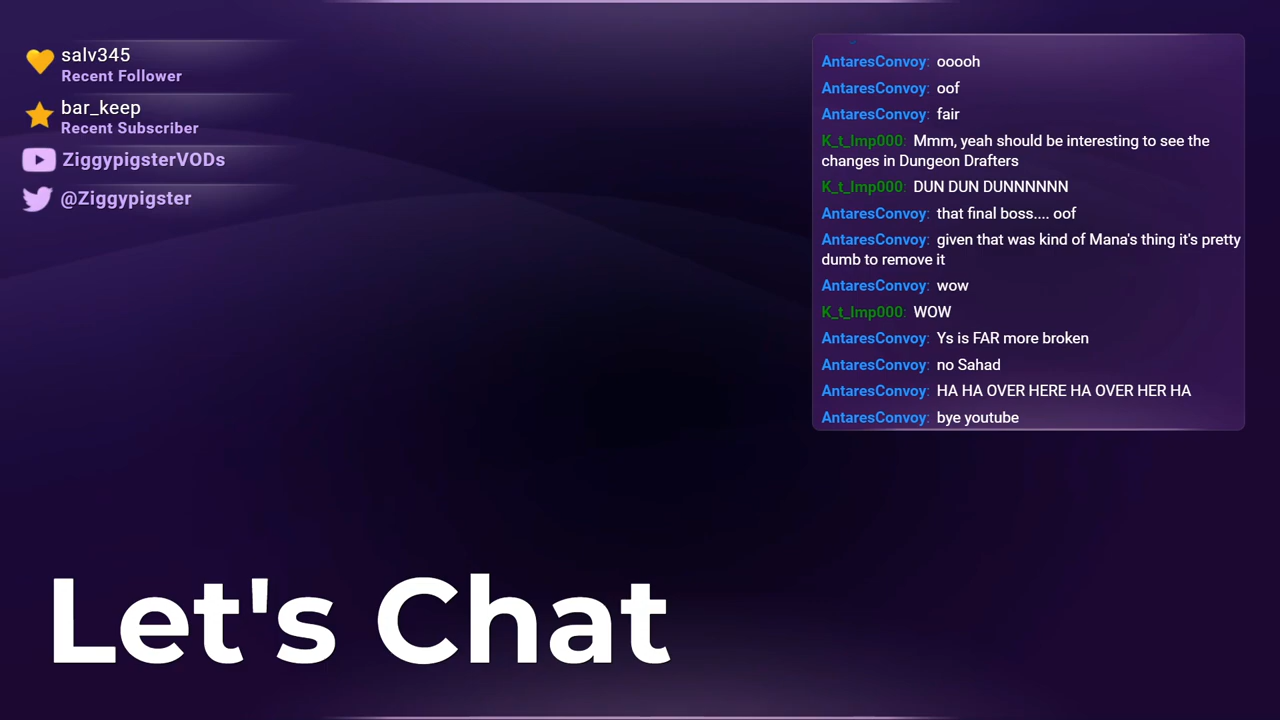 salv345
Recent Follower
bar_keep
Recent Subscriber
ZiggypigsterVODs
@Ziggypigster
AntaresConvoy: ooooh
AntaresConvoy: oof
AntaresConvoy: fair
K_t_Imp000: Mmm, yeah should be interesting to see the
changes in Dungeon Drafters
K_t_Imp000: DUN DUN DUNNNNNN
AntaresConvoy: that final boss.... oof
AntaresConvoy: given that was kind of Mana's thing it's pretty
dumb to remove it
AntaresConvoy: wow
K_t_Imp000: WOW
AntaresConvoy: Ys is FAR more broken
AntaresConvoy: no Sahad
AntaresConvoy: HA HA OVER HERE HA OVER HER HA
AntaresConvoy: bye youtube
Let's Chat